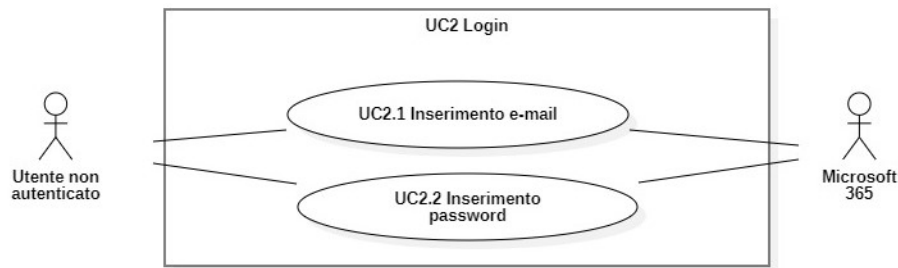 UC2 Login
UC2.1 Inserimento e-mail
Utente non
autenticato
Microsoft
365
UC2.2 Inserimento
password